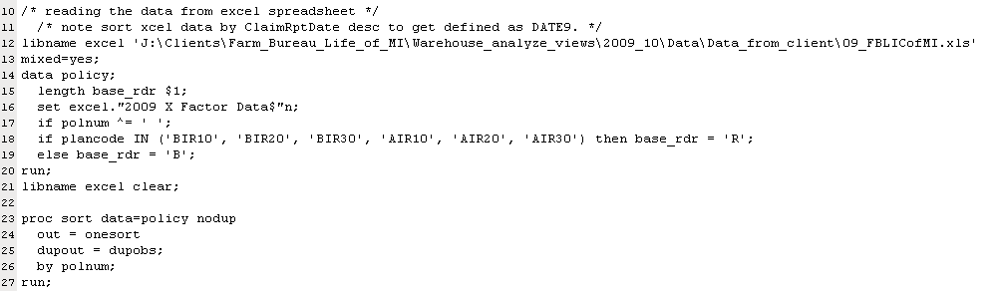 10 /* reading the data from excel spreadsheet */
11   /* note sort xcel data by ClaimRptDate desc to get defined as DATE9. */
12 libname excel 'J:\Clients\Farm_Bureau_Life_of_MI\Warehouse_analyze_views\2009_10\Data\Data_from_client\09_FBLICofMI.xls'
13 mixed=yes;
14 data policy;
15   length base_rdr $1;
16   set excel."2009 X Factor Data$"n;
17   if polnum ^= ' ';
18   if plancode IN ('BIR10', 'BIR20', 'BIR30', 'AIR10', 'AIR20', 'AIR30') then base_rdr = 'R';
19   else base_rdr = 'B';
20 run;
21 libname excel clear;
22
23 proc sort data=policy nodup
24   out = onesort
25   dupout = dupobs;
26   by polnum;
27 run;